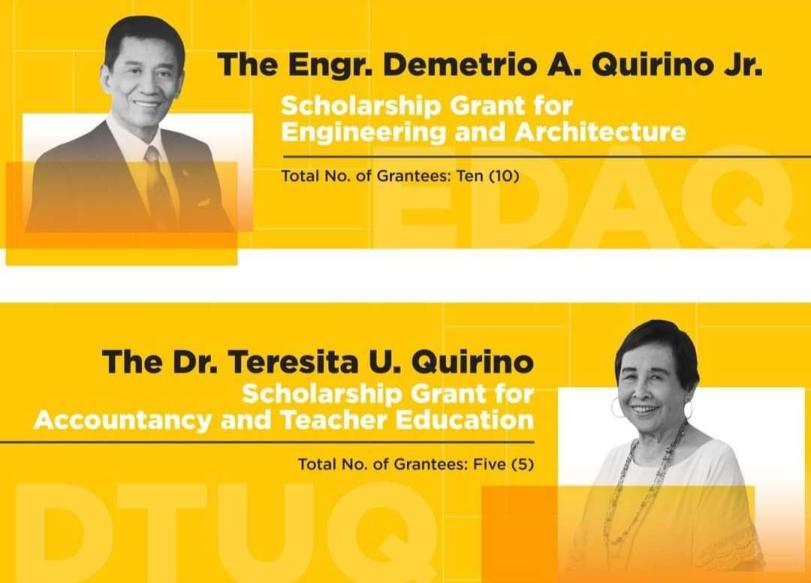 The Engr. Demetrio A. Quirino Jr.
Scholarship Grant for
Engineering and Architecture
Total No. of Grantees: Ten (10)
EDAQ
The Dr. Teresita U. Quirino
Scholarship Grant for
Accountancy and Teacher Education
Total No. of Grantees: Five (5)
DTUQ